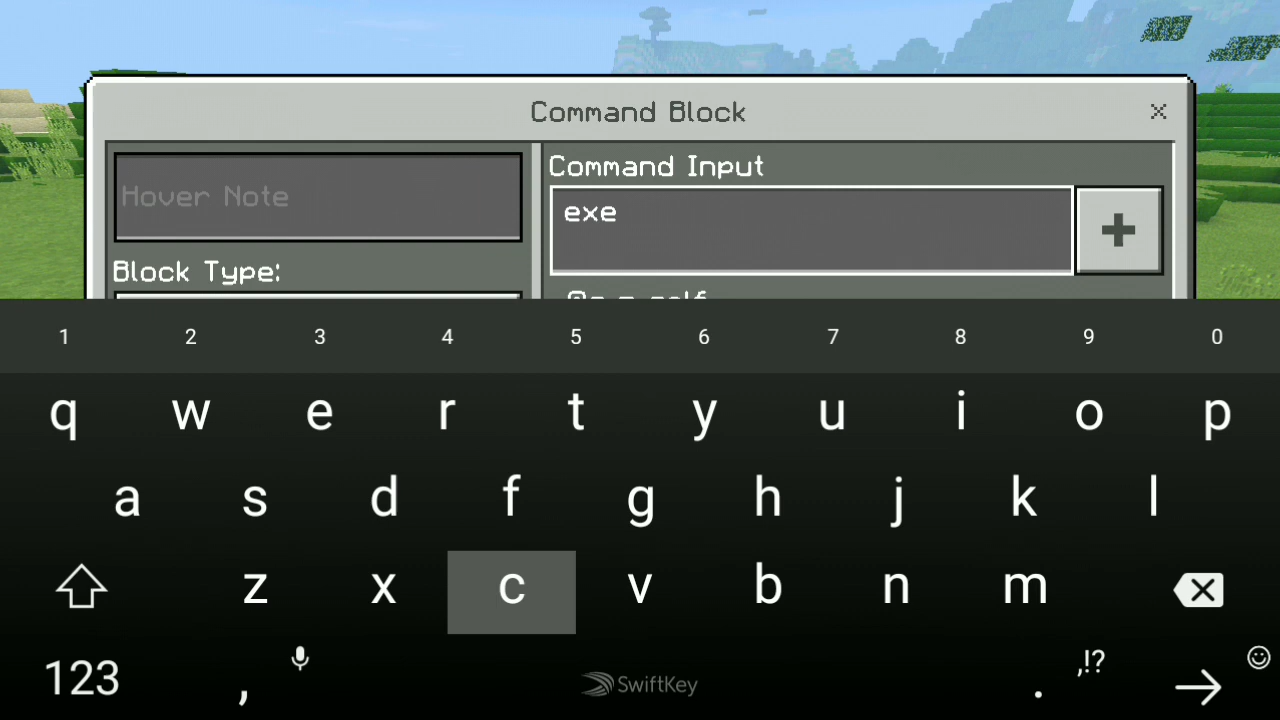 Command Block
Hover Note
Command Input
exe
Block Type:
1 2 3 4 5 6 7 8 9 0
q w e r t y u i o p
a s d f g h j k l
z x c v b n m
123 , SwiftKey . ,!?